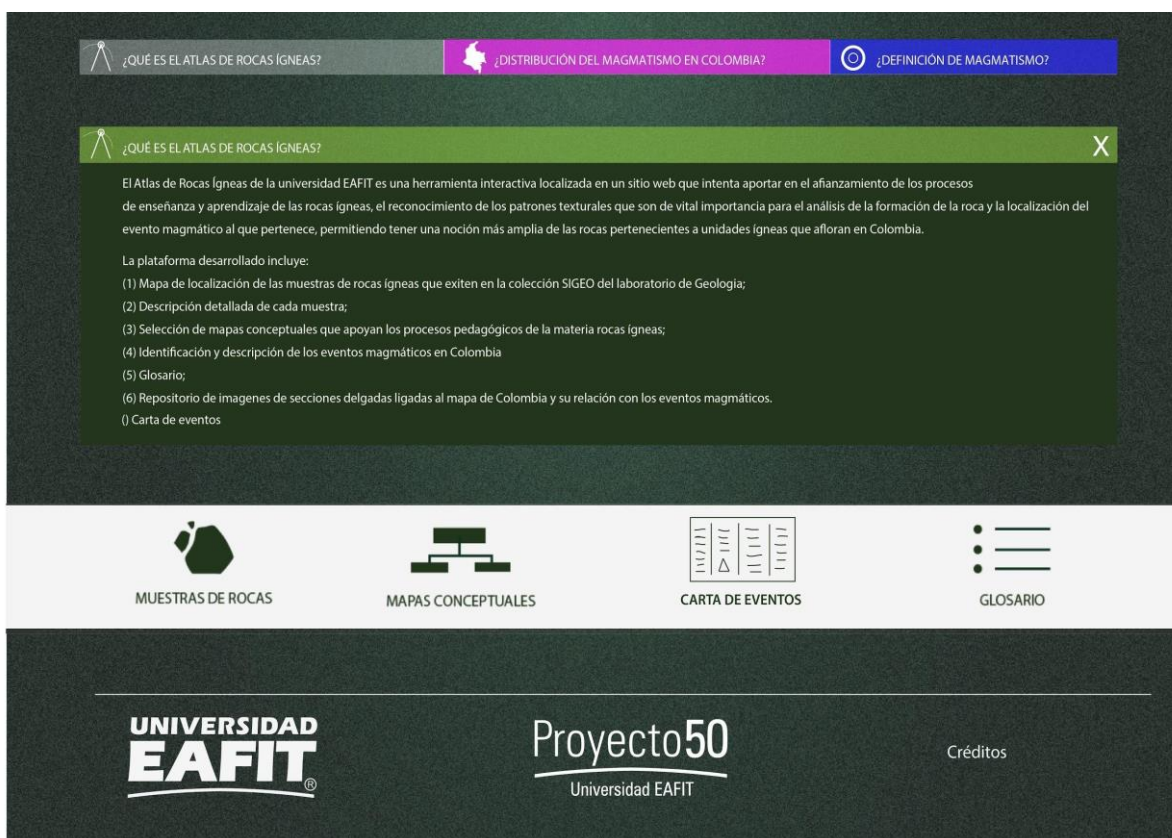 ¿QUÉ ES EL ATLAS DE ROCAS ÍGNEAS?
¿DISTRIBUCIÓN DEL MAGMATISMO EN COLOMBIA?
¿DEFINICIÓN DE MAGMATISMO?
¿QUÉ ES EL ATLAS DE ROCAS ÍGNEAS?
X
El Atlas de Rocas Ígneas de la universidad EAFIT es una herramienta interactiva localizada en un sitio web que intenta aportar en el afianzamiento de los procesos
de enseñanza y aprendizaje de las rocas ígneas, el reconocimiento de los patrones texturales que son de vital importancia para el análisis de la formación de la roca y la localización del
evento magmático al que pertenece, permitiendo tener una noción más amplia de las rocas pertenecientes a unidades ígneas que afloran en Colombia.
La plataforma desarrollado incluye:
(1) Mapa de localización de las muestras de rocas ígneas que exiten en la colección SIGEO del laboratorio de Geologia;
(2) Descripción detallada de cada muestra;
(3) Selección de mapas conceptuales que apoyan los procesos pedagógicos de la materia rocas ígneas;
(4) Identificación y descripción de los eventos magmáticos en Colombia
(5) Glosario;
(6) Repositorio de imagenes de secciones delgadas ligadas al mapa de Colombia y su relación con los eventos magmáticos.
() Carta de eventos
MUESTRAS DE ROCAS
MAPAS CONCEPTUALES
CARTA DE EVENTOS
GLOSARIO
UNIVERSIDAD
EAFIT
®
Proyecto50
Universidad EAFIT
Créditos